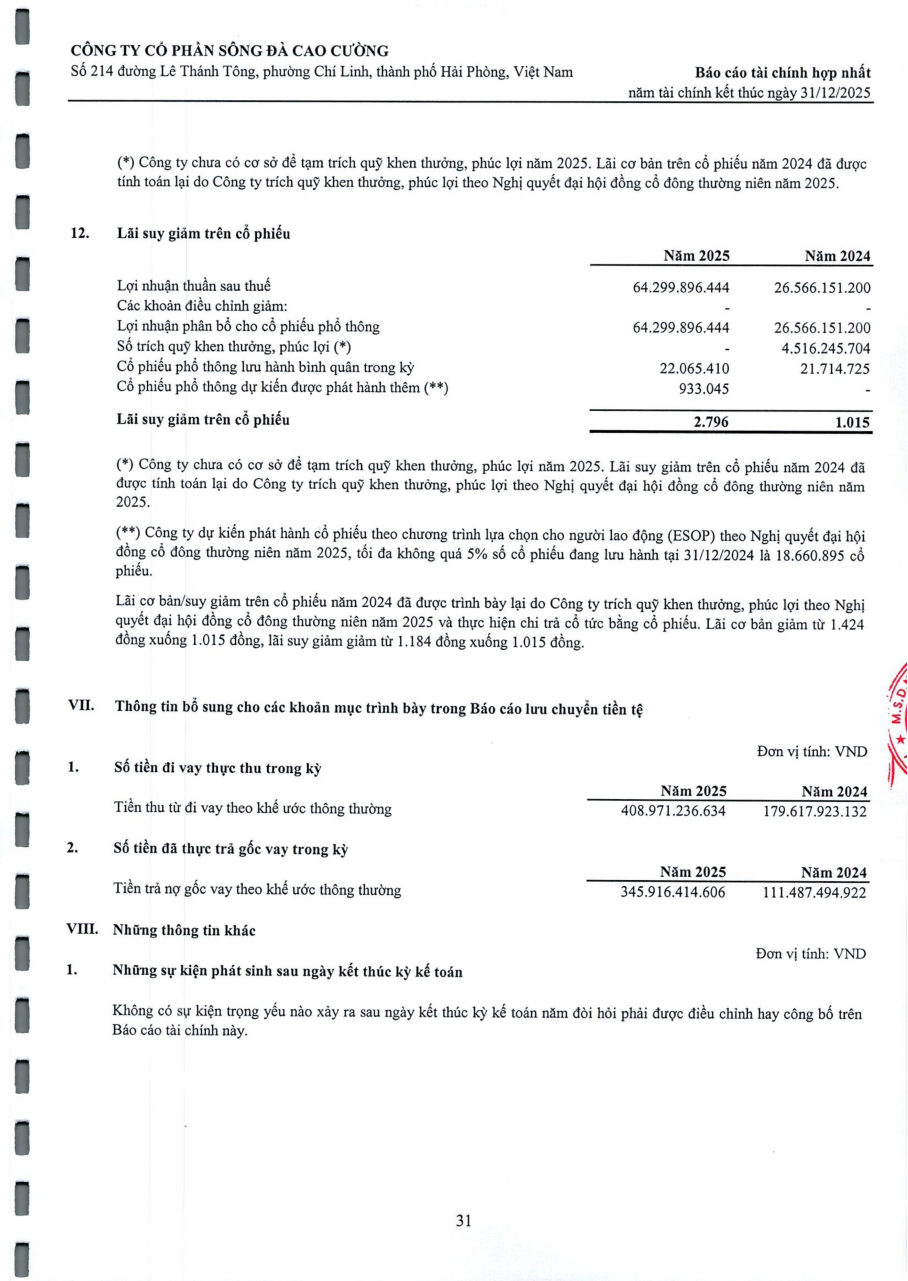 CÔNG TY CỔ PHẦN SÔNG ĐÀ CAO CƯỜNG
Số 214 đường Lê Thánh Tông, phường Chí Linh, thành phố Hải Phòng, Việt Nam
Báo cáo tài chính hợp nhất
năm tài chính kết thúc ngày 31/12/2025
(*) Công ty chưa có cơ sở để tạm trích quỹ khen thưởng, phúc lợi năm 2025. Lãi cơ bản trên cổ phiếu năm 2024 đã được
tính toán lại do Công ty trích quỹ khen thưởng, phúc lợi theo Nghị quyết đại hội đồng cổ đông thường niên năm 2025.
12. Lãi suy giảm trên cổ phiếu
Năm 2025 Năm 2024
Lợi nhuận thuần sau thuế 64.299.896.444 26.566.151.200
Các khoản điều chỉnh giảm: - -
Lợi nhuận phân bổ cho cổ phiếu phổ thông 64.299.896.444 26.566.151.200
Số trích quỹ khen thưởng, phúc lợi (*) - 4.516.245.704
Cổ phiếu phổ thông lưu hành bình quân trong kỳ 22.065.410 21.714.725
Cổ phiếu phổ thông dự kiến được phát hành thêm (**) 933.045 -
Lãi suy giảm trên cổ phiếu 2.796 1.015
(*) Công ty chưa có cơ sở để tạm trích quỹ khen thưởng, phúc lợi năm 2025. Lãi suy giảm trên cổ phiếu năm 2024 đã
được tính toán lại do Công ty trích quỹ khen thưởng, phúc lợi theo Nghị quyết đại hội đồng cổ đông thường niên năm
2025.
(**) Công ty dự kiến phát hành cổ phiếu theo chương trình lựa chọn cho người lao động (ESOP) theo Nghị quyết đại hội
đồng cổ đông thường niên năm 2025, tối đa không quá 5% số cổ phiếu đang lưu hành tại 31/12/2024 là 18.660.895 cổ
phiếu.
Lãi cơ bản/suy giảm trên cổ phiếu năm 2024 đã được trình bày lại do Công ty trích quỹ khen thưởng, phúc lợi theo Nghị
quyết đại hội đồng cổ đông thường niên năm 2025 và thực hiện chi trả cổ tức bằng cổ phiếu. Lãi cơ bản giảm từ 1.424
đồng xuống 1.015 đồng, lãi suy giảm giảm từ 1.184 đồng xuống 1.015 đồng.
VII. Thông tin bổ sung cho các khoản mục trình bày trong Báo cáo lưu chuyển tiền tệ
Đơn vị tính: VND
1. Số tiền đi vay thực thu trong kỳ
Năm 2025 Năm 2024
Tiền thu từ đi vay theo khế ước thông thường 408.971.236.634 179.617.923.132
2. Số tiền đã thực trả gốc vay trong kỳ
Năm 2025 Năm 2024
Tiền trả nợ gốc vay theo khế ước thông thường 345.916.414.606 111.487.494.922
VIII. Những thông tin khác
Đơn vị tính: VND
1. Những sự kiện phát sinh sau ngày kết thúc kỳ kế toán
Không có sự kiện trọng yếu nào xảy ra sau ngày kết thúc kỳ kế toán năm đòi hỏi phải được điều chỉnh hay công bố trên
Báo cáo tài chính này.
M.S.D
31